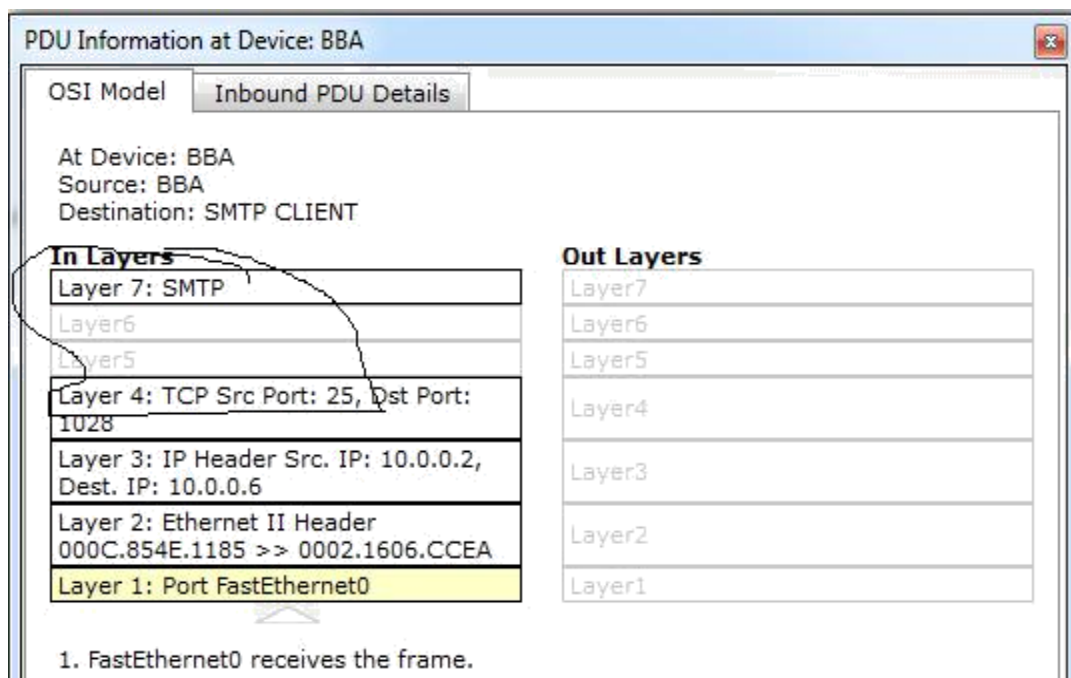 PDU Information at Device: BBA
OSI Model
Inbound PDU Details
At Device: BBA
Source: BBA
Destination: SMTP CLIENT
In Layers
Layer 7: SMTP
Layer6
Layer5
Layer 4: TCP Src Port: 25, Dst Port:
1028
Layer 3: IP Header Src. IP: 10.0.0.2,
Dest. IP: 10.0.0.6
Layer 2: Ethernet II Header
000C.854E.1185 >> 0002.1606.CCEA
Layer 1: Port FastEthernet0
Out Layers
Layer7
Layer6
Layer5
Layer4
Layer3
Layer2
Layer1
1. FastEthernet0 receives the frame.